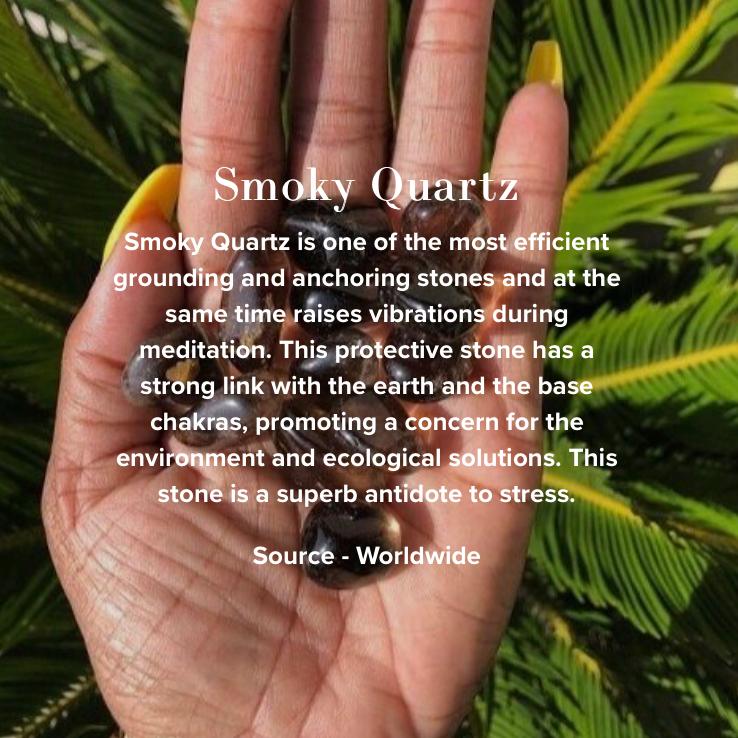 Smoky Quartz
Smoky Quartz is one of the most efficient
grounding and anchoring stones and at the
same time raises vibrations during
meditation. This protective stone has a
strong link with the earth and the base
chakras, promoting a concern for the
environment and ecological solutions. This
stone is a superb antidote to stress.
Source - Worldwide